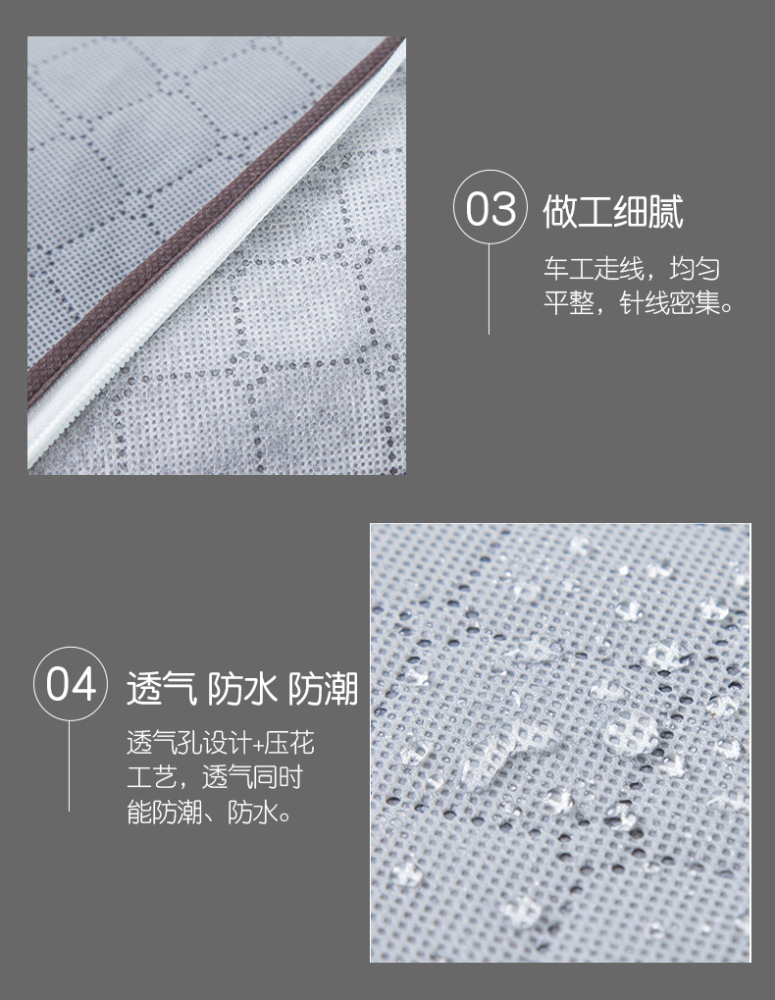 03
做工细腻
车工走线，均匀
平整，针线密集。
04
透气 防水 防潮
透气孔设计+压花
工艺，透气同时
能防潮、防水。